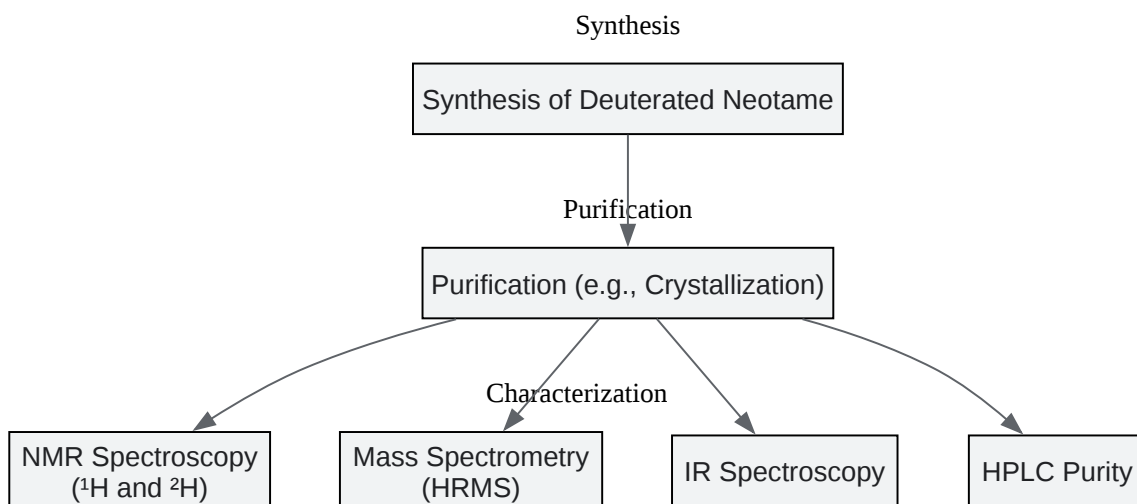 Synthesis
Synthesis of Deuterated Neotame
Purification
Purification (e.g., Crystallization)
Characterization
NMR Spectroscopy
(¹H and ²H)
Mass Spectrometry
(HRMS)
IR Spectroscopy
HPLC Purity